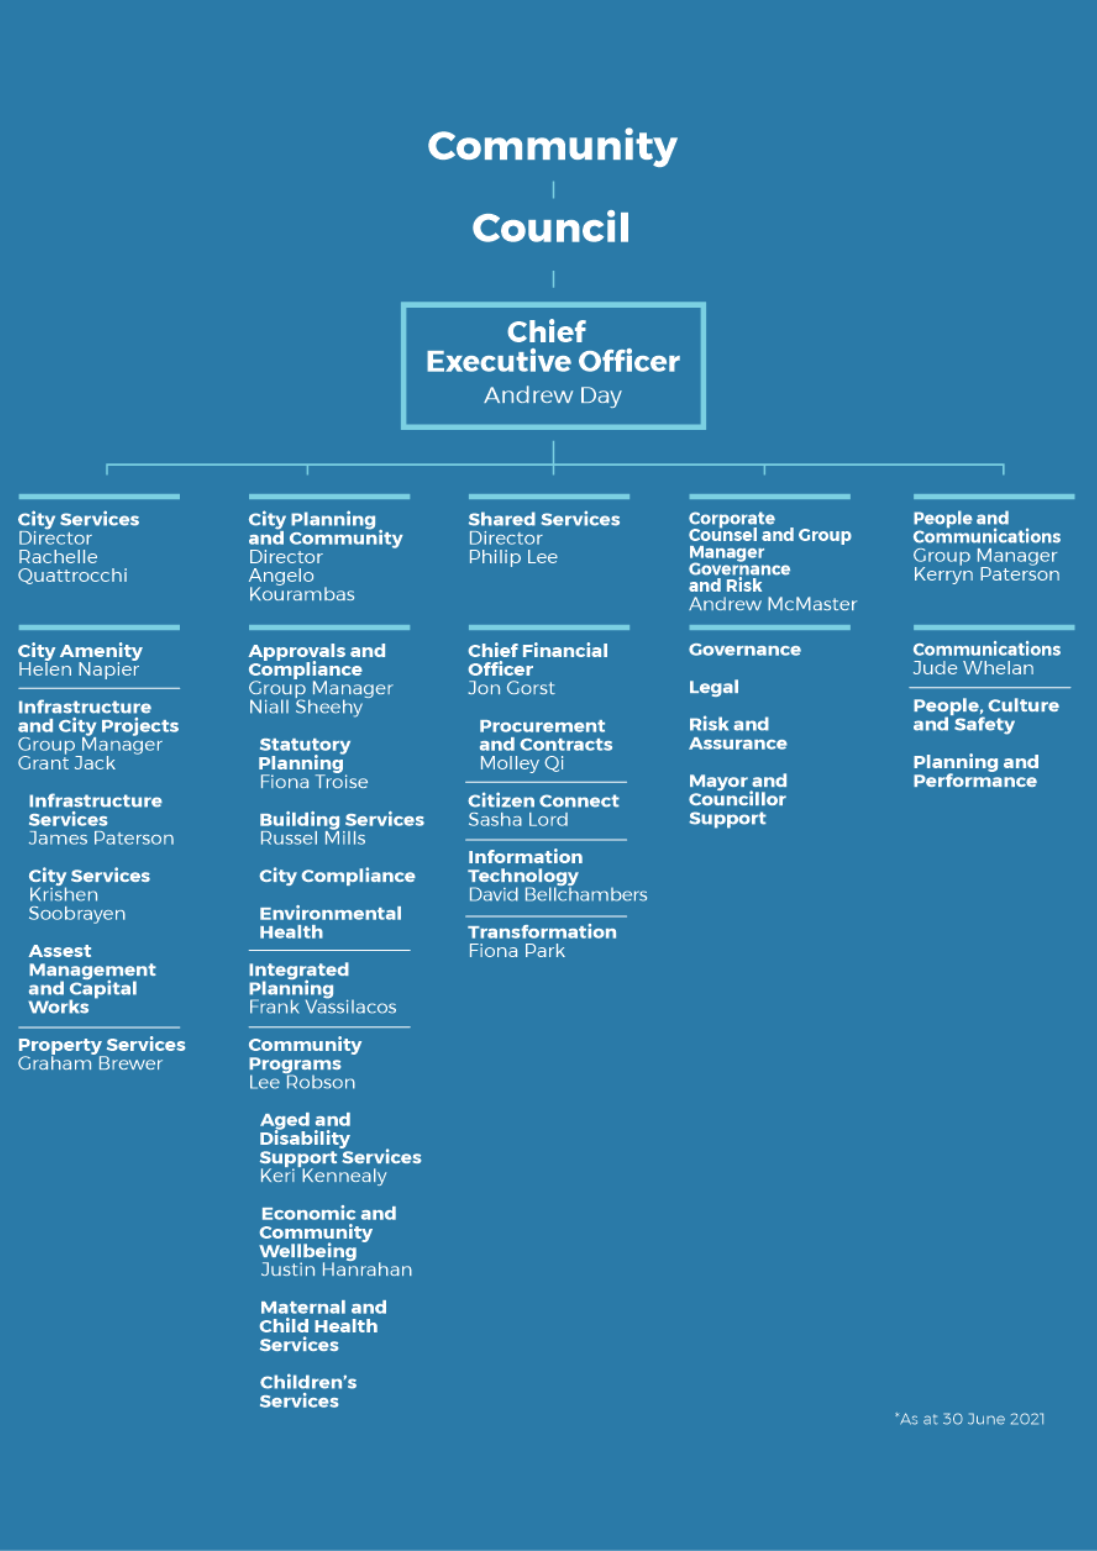 Community
Council
Chief
Executive Officer
Andrew Day
City Services
Director
Rachelle
Quattrocchi
City Amenity
Helen Napier
Infrastructure
and City Projects
Group Manager
Grant Jack
Infrastructure
Services
James Paterson
City Services
Krishen
Soobrayen
Assest
Management
and Capital
Works
Property Services
Graham Brewer
City Planning
and Community
Director
Angelo
Kourambas
Approvals and
Compliance
Group Manager
Niall Sheehy
Statutory
Planning
Fiona Troise
Building Services
Russel Mills
City Compliance
Environmental
Health
Integrated
Planning
Frank Vassilacos
Community
Programs
Lee Robson
Aged and
Disability
Support Services
Keri Kennealy
Economic and
Community
Wellbeing
Justin Hanrahan
Maternal and
Child Health
Services
Children’s
Services
Shared Services
Director
Philip Lee
Chief Financial
Officer
Jon Gorst
Procurement
and Contracts
Molley Qi
Citizen Connect
Sasha Lord
Information
Technology
David Bellchambers
Transformation
Fiona Park
Corporate
Counsel and Group
Manager
Governance
and Risk
Andrew McMaster
Governance
Legal
Risk and
Assurance
Mayor and
Councillor
Support
People and
Communications
Group Manager
Kerryn Paterson
Communications
Jude Whelan
People, Culture
and Safety
Planning and
Performance
*As at 30 June 2021